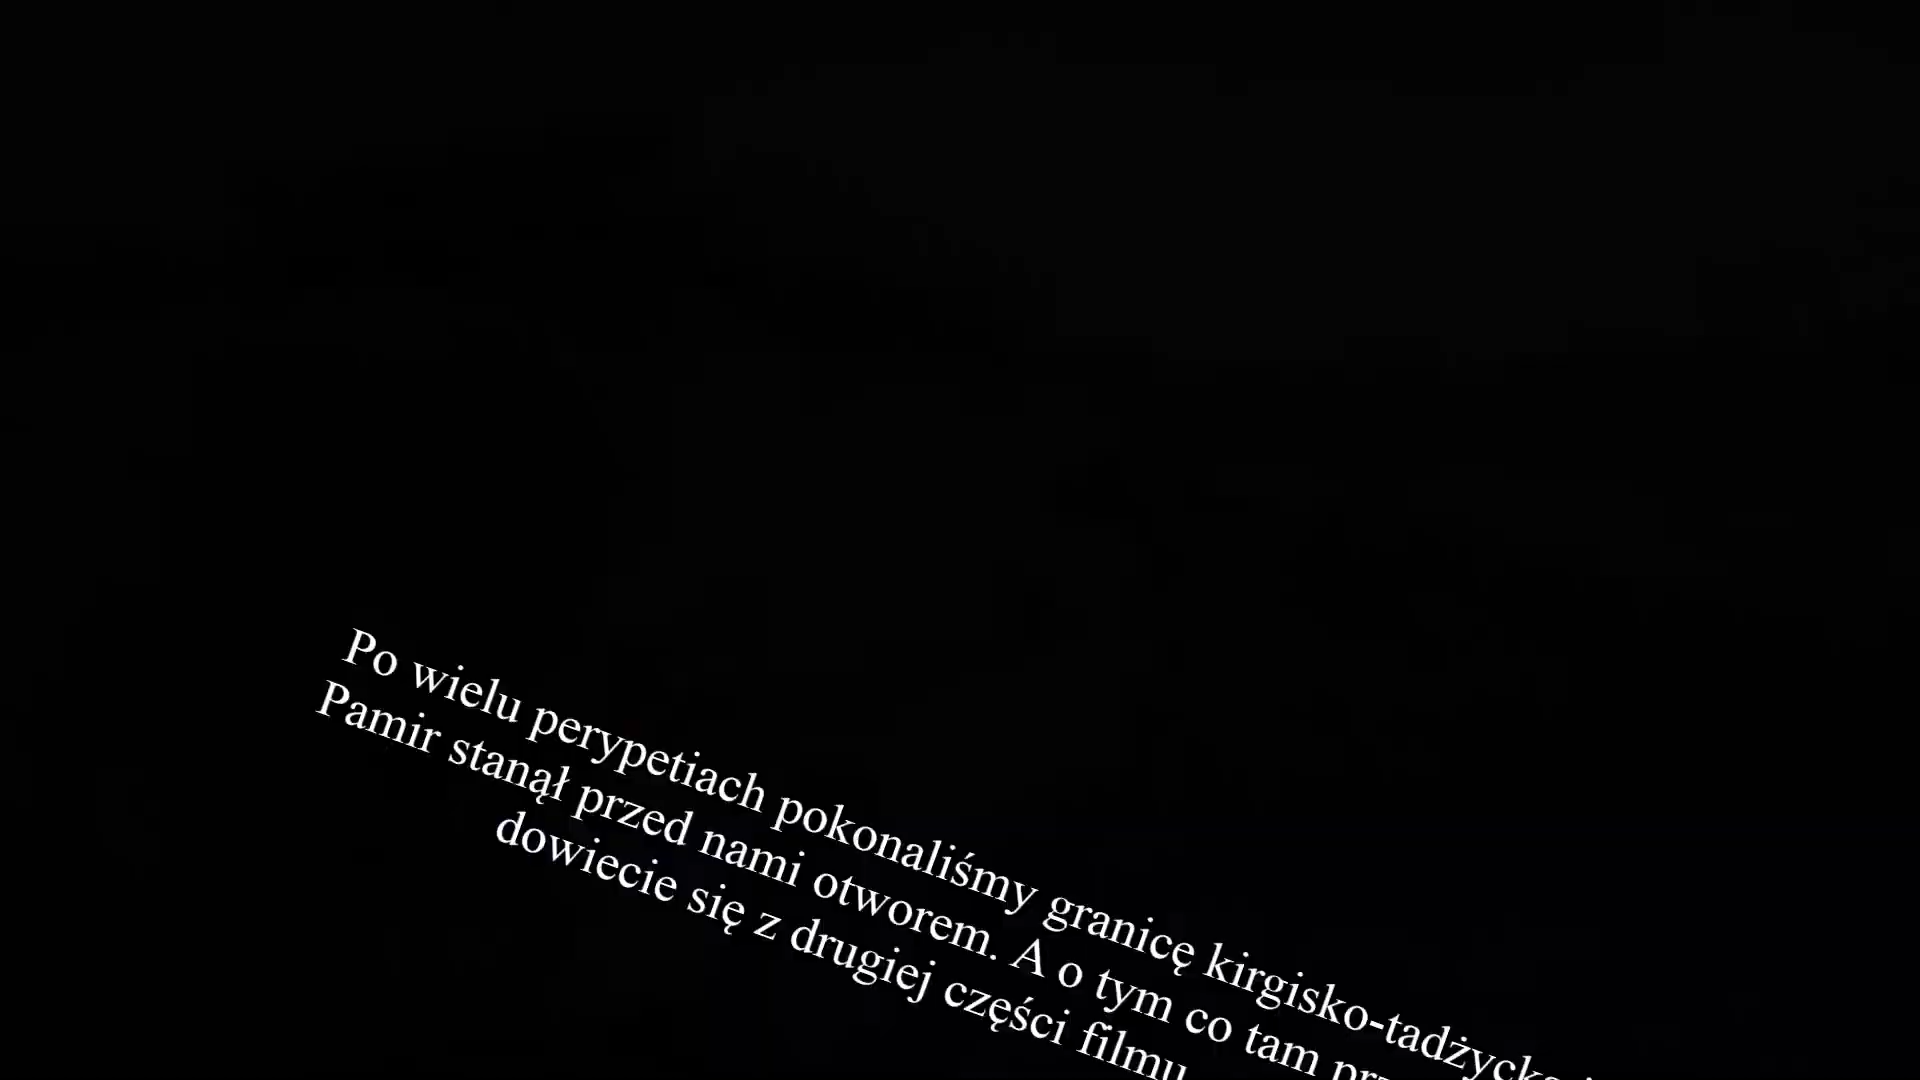 Po wielu perypetiach pokonaliśmy granicę kirgisko-tadżycką i
Pamir stanął przed nami otworem. A o tym co tam
dowiecie się z drugiej części filmu